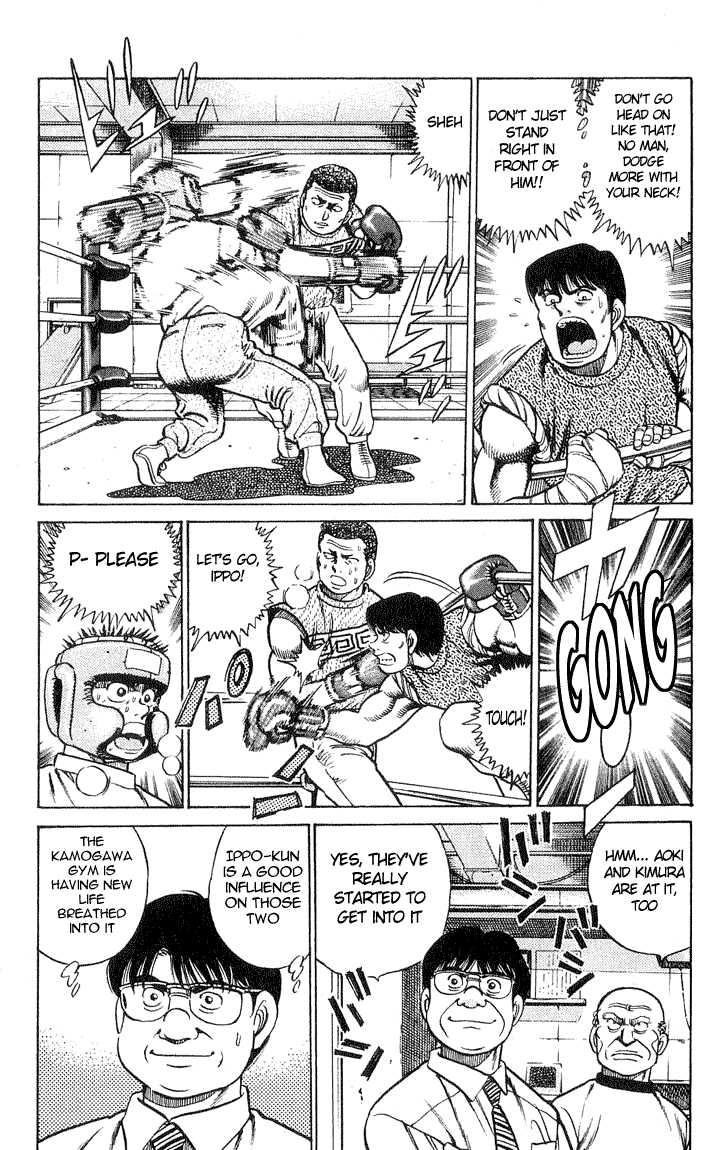 DON'T GO
HEAD ON
LIKE THAT!
NO MAN,
DODGE
MORE WITH
YOUR NECK!
DON'T JUST
STAND
RIGHT IN
FRONT OF
HIM!!
SHEH
GONG
TOUCH!
LET'S GO,
IPPO!
P- PLEASE
HMM... AOKI
AND KIMURA
ARE AT IT,
TOO
YES, THEY'VE
REALLY
STARTED TO
GET INTO IT
IPPO-KUN
IS A GOOD
INFLUENCE
ON THOSE
TWO
THE
KAMOGAWA
GYM IS
HAVING NEW
LIFE
BREATHED
INTO IT